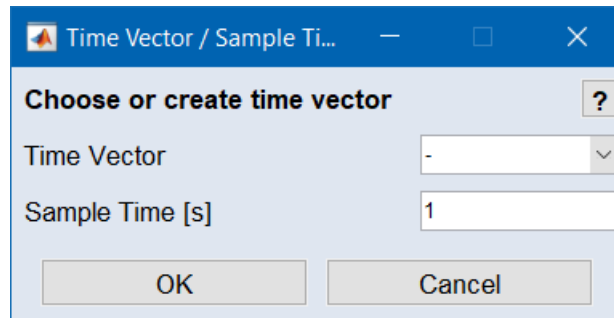 Time Vector / Sample Ti...
Choose or create time vector ?
Time Vector -
Sample Time [s] 1
OK Cancel